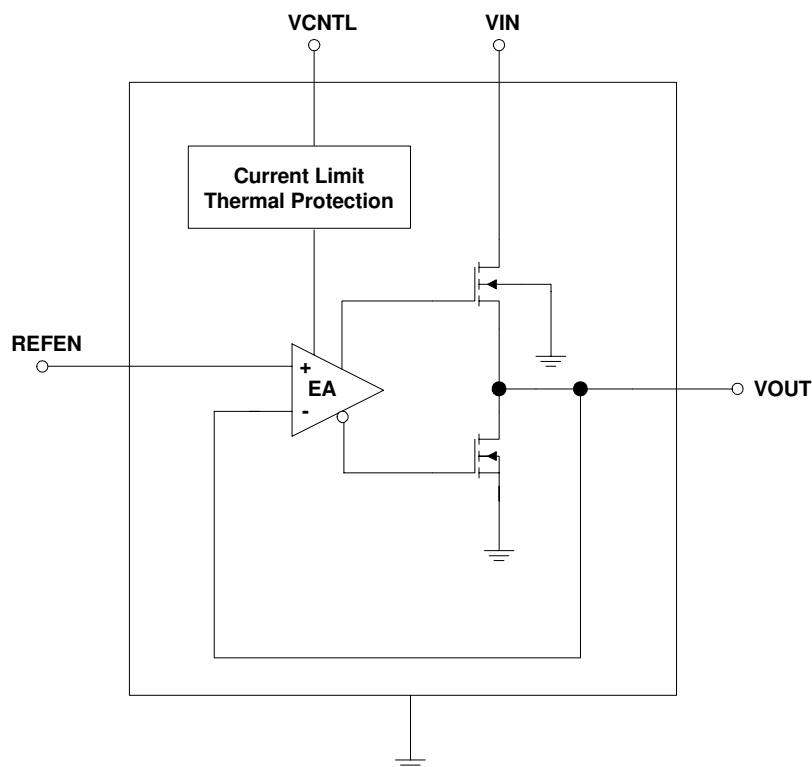 VCNTL
VIN
Current Limit
Thermal Protection
REFEN
+
EA
-
VOUT